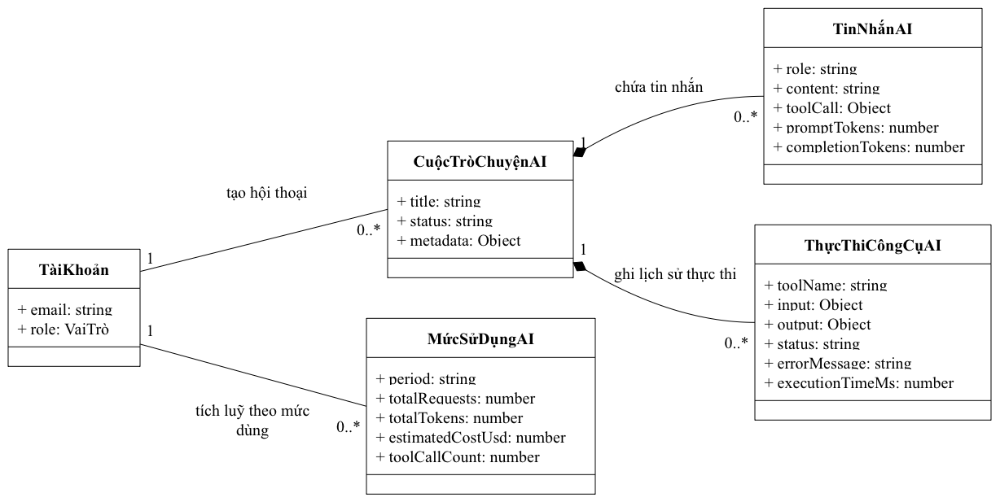 TàiKhoản
+ email: string
+ role: VaiTrò
1
tạo hội thoại
0..*
1
tích luỹ theo mức
dùng
0..*
CuộcTròChuyệnAI
+ title: string
+ status: string
+ metadata: Object
MứcSửDụngAI
+ period: string
+ totalRequests: number
+ totalTokens: number
+ estimatedCostUsd: number
+ toolCallCount: number
1
chứa tin nhắn
0..*
1
ghi lịch sử thực thi
0..*
TinNhắnAI
+ role: string
+ content: string
+ toolCall: Object
+ promptTokens: number
+ completionTokens: number
ThựcThiCôngCụAI
+ toolName: string
+ input: Object
+ output: Object
+ status: string
+ errorMessage: string
+ executionTimeMs: number